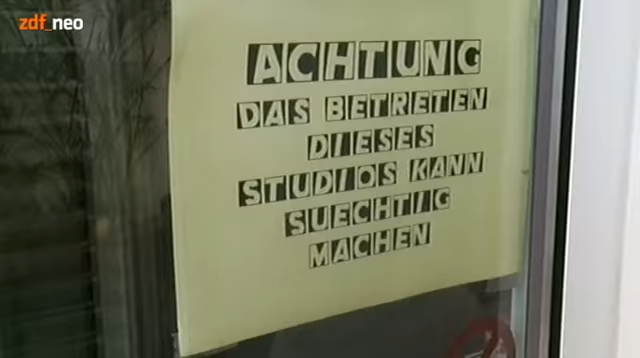 zdf_neo
ACHTUNG
DAS BETRETEN
DIESES
STUDIOS KANN
SUECHTIG
MACHEN